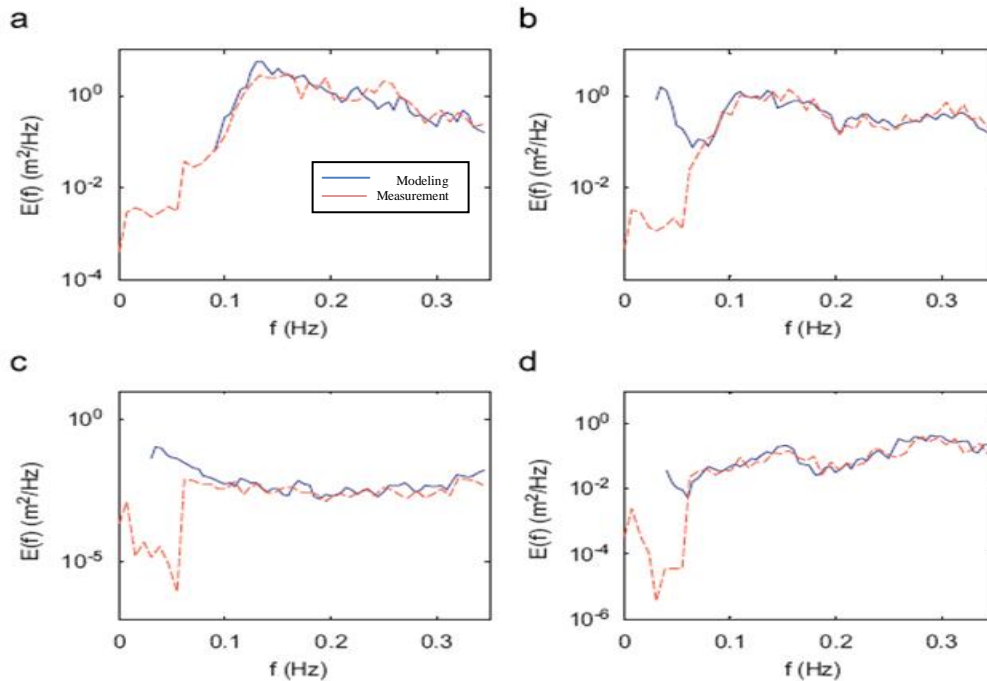 a
10^0
10^-2
10^-4
E(f) (m^2/Hz)
0 0.1 0.2 0.3
f (Hz)
Modeling
Measurement
b
10^0
10^-2
E(f) (m^2/Hz)
0 0.1 0.2 0.3
f (Hz)
c
10^0
10^-5
E(f) (m^2/Hz)
0 0.1 0.2 0.3
f (Hz)
d
10^0
10^-2
10^-4
10^-6
E(f) (m^2/Hz)
0 0.1 0.2 0.3
f (Hz)